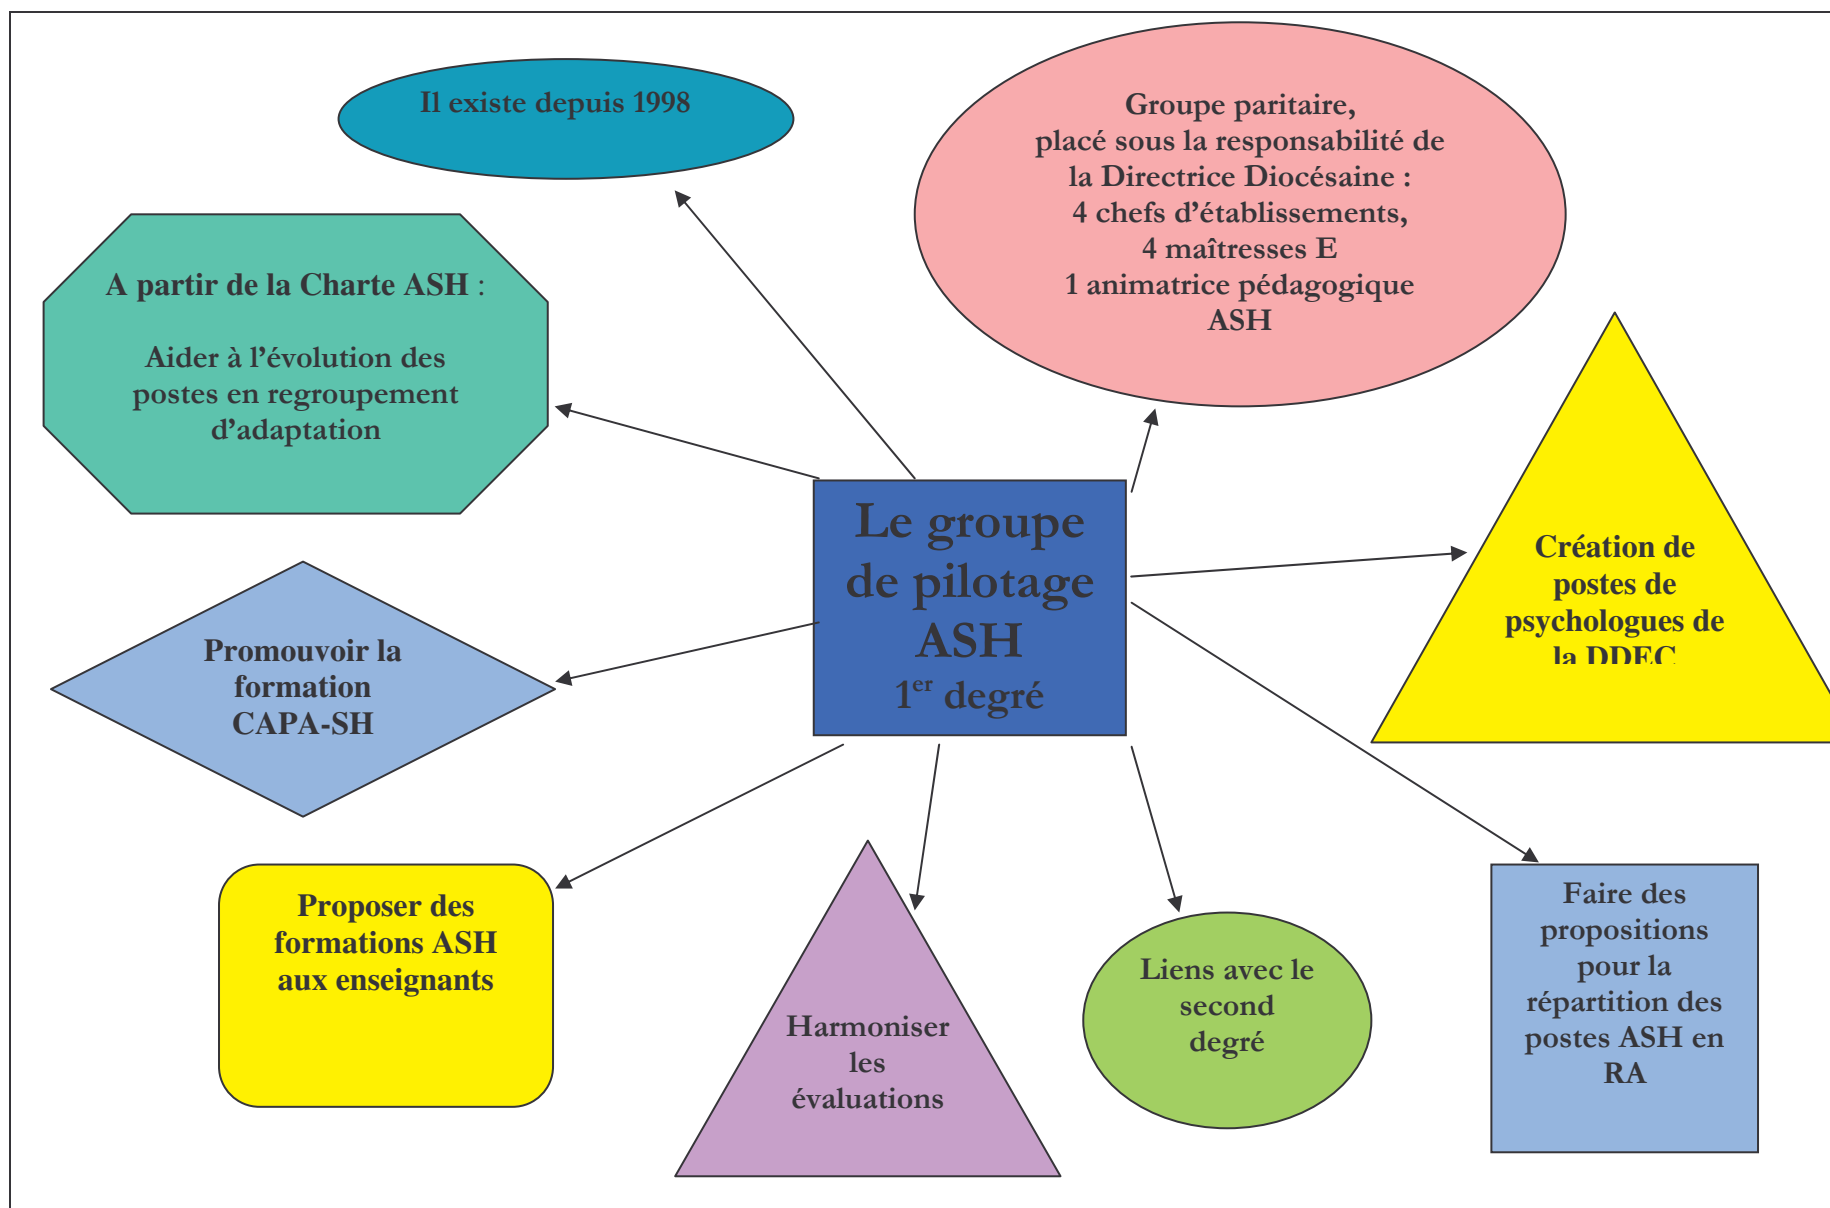 Il existe depuis 1998
Groupe paritaire,
placé sous la responsabilité de
la Directrice Diocésaine :
4 chefs d’établissements,
4 maîtresses E
1 animatrice pédagogique
ASH
A partir de la Charte ASH :
Aider à l’évolution des
postes en regroupement
d’adaptation
Le groupe
de pilotage
ASH
1er degré
Création de
postes de
psychologues de
la DDEC
Promouvoir la
formation
CAPA-SH
Proposer des
formations ASH
aux enseignants
Harmoniser
les
évaluations
Liens avec le
second
degré
Faire des
propositions
pour la
répartition des
postes ASH en
RA